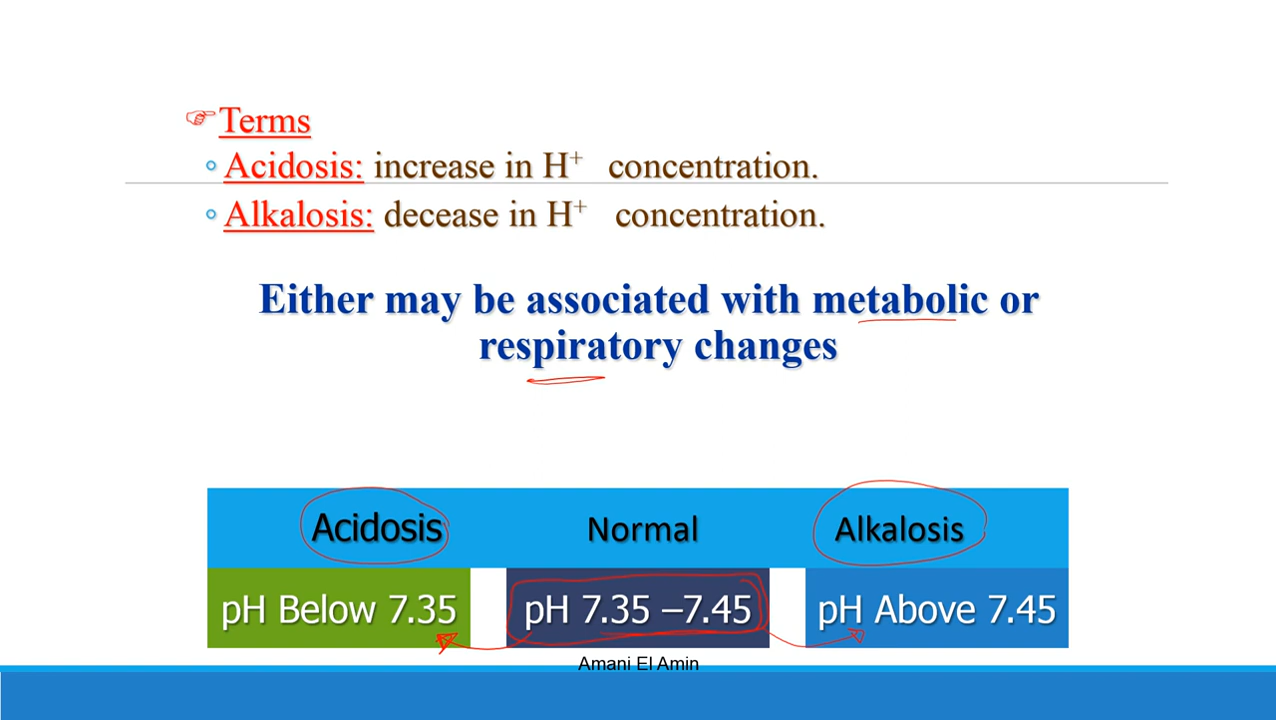 ☞Terms
◦ Acidosis: increase in H⁺ concentration.
◦ Alkalosis: decease in H⁺ concentration.
Either may be associated with metabolic or
respiratory changes
Acidosis Normal Alkalosis
pH Below 7.35 pH 7.35 –7.45 pH Above 7.45
Amani El Amin